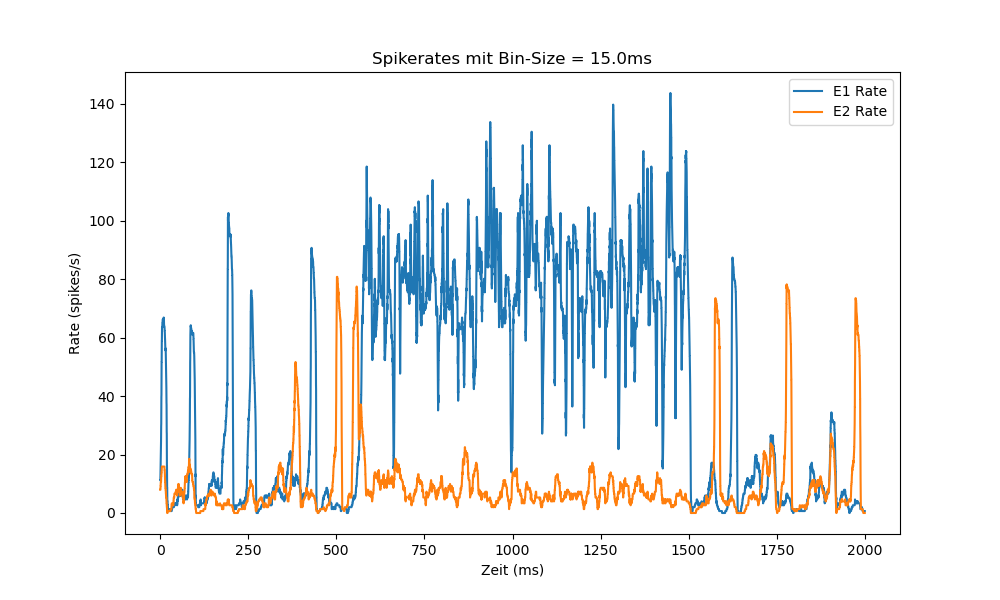 Spikerates mit Bin-Size = 15.0ms
E1 Rate
E2 Rate
140
120
100
80
60
40
20
0
Rate (spikes/s)
0 250 500 750 1000 1250 1500 1750 2000
Zeit (ms)